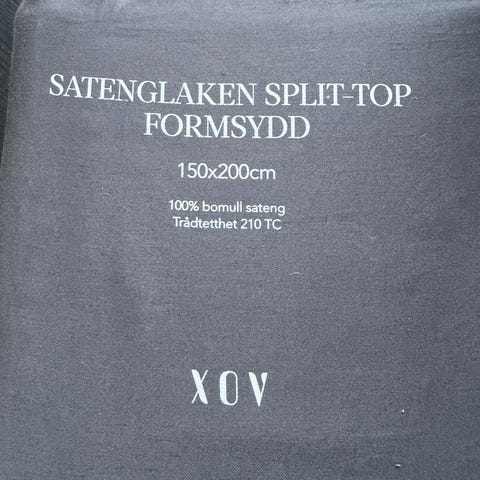 SATENGLAKEN SPLIT-TOP
FORMSYDD
150x200cm
100% bomull sateng
Trådtetthet 210 TC
XOV